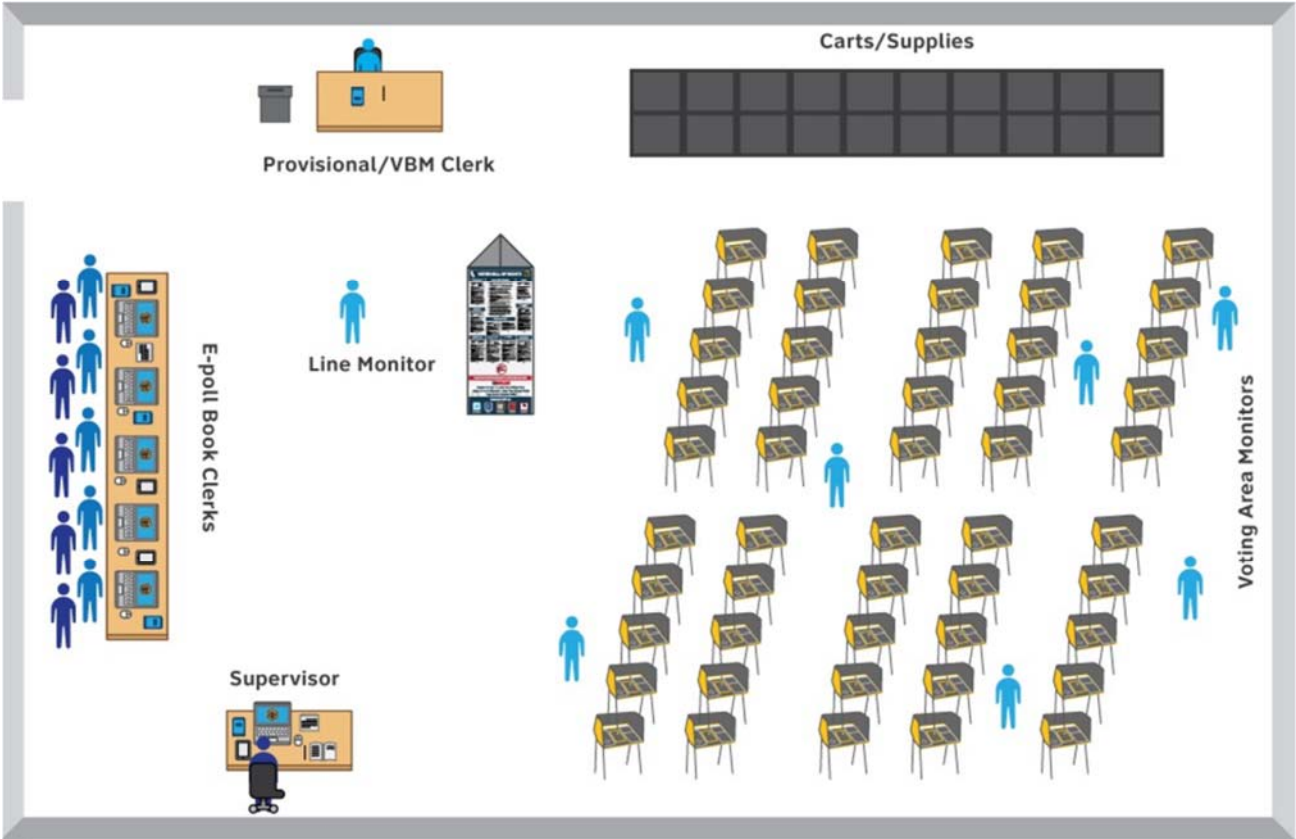 Carts/Supplies
Provisional/VBM Clerk
Line Monitor
E-poll Book Clerks
Voting Area Monitors
Supervisor